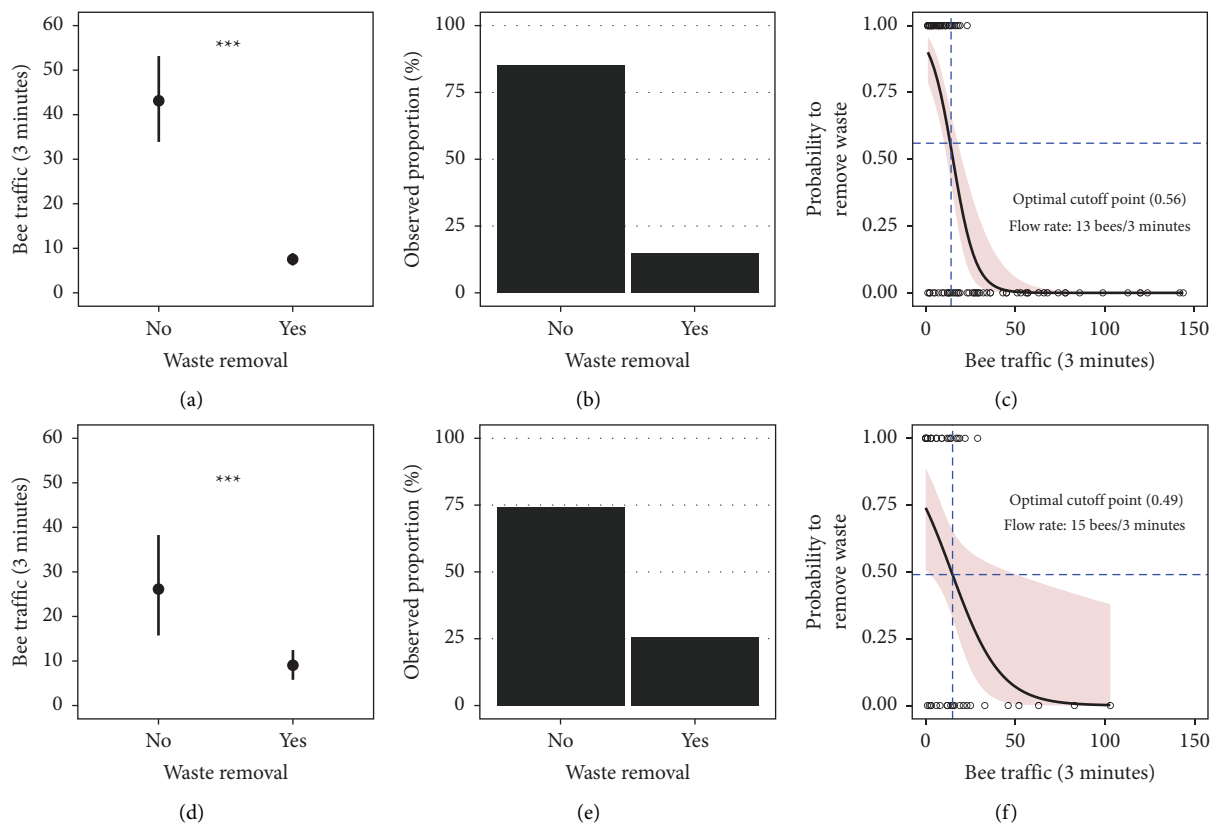 60
50
40
30
20
10
0
Bee traffic (3 minutes)
***
No
Yes
Waste removal
(a)
100
75
50
25
0
Observed proportion (%)
No
Yes
Waste removal
(b)
1.00
0.75
0.50
0.25
0.00
Probability to
remove waste
Optimal cutoff point (0.56)
Flow rate: 13 bees/3 minutes
0
50
100
150
Bee traffic (3 minutes)
(c)
60
50
40
30
20
10
0
Bee traffic (3 minutes)
***
No
Yes
Waste removal
(d)
100
75
50
25
0
Observed proportion (%)
No
Yes
Waste removal
(e)
1.00
0.75
0.50
0.25
0.00
Probability to
remove waste
Optimal cutoff point (0.49)
Flow rate: 15 bees/3 minutes
0
50
100
150
Bee traffic (3 minutes)
(f)